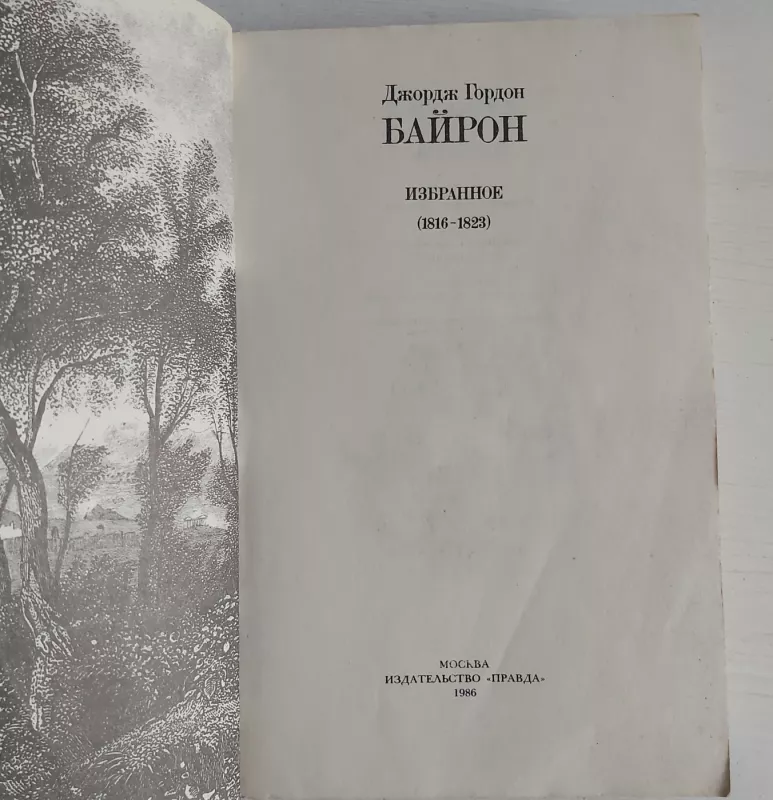 Джордж Гордон
БАЙРОН
ИЗБРАННОЕ
(1816-1823)
МОСКВА
ИЗДАТЕЛЬСТВО «ПРАВДА»
1986